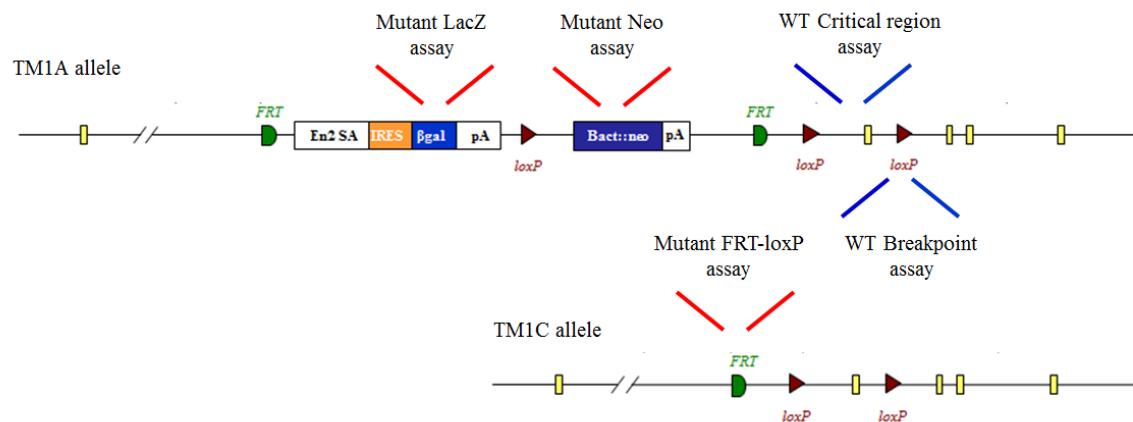 Mutant LacZ
assay
Mutant Neo
assay
WT Critical region
assay
TM1A allele
FRT
En2 SA
IRES
βgal
pA
loxP
Bact::neo
pA
FRT
loxP
loxP
Mutant FRT-loxP
assay
WT Breakpoint
assay
TM1C allele
FRT
loxP
loxP